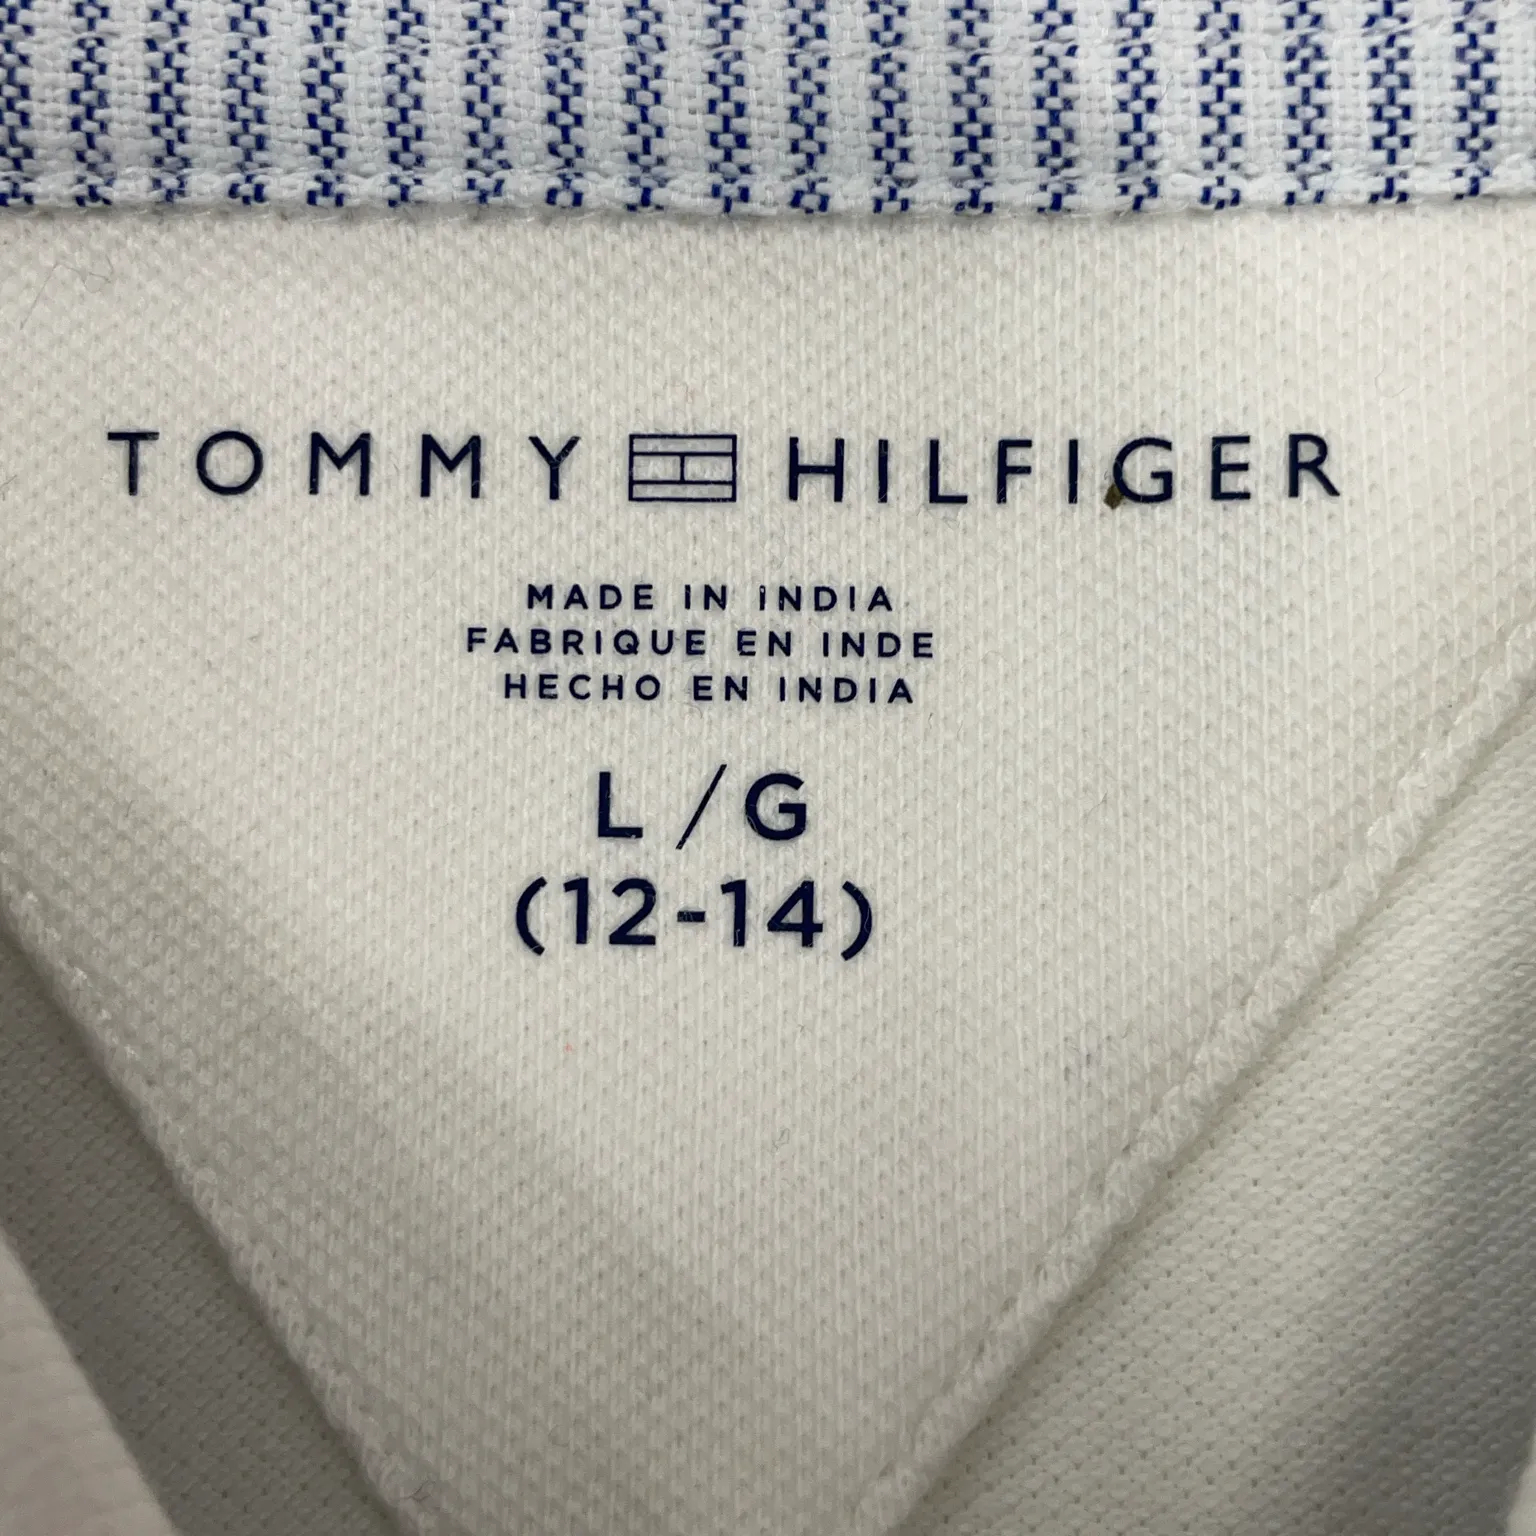 TOMMY HILFIGER
MADE IN INDIA
FABRIQUE EN INDE
HECHO EN INDIA
L/G
(12-14)